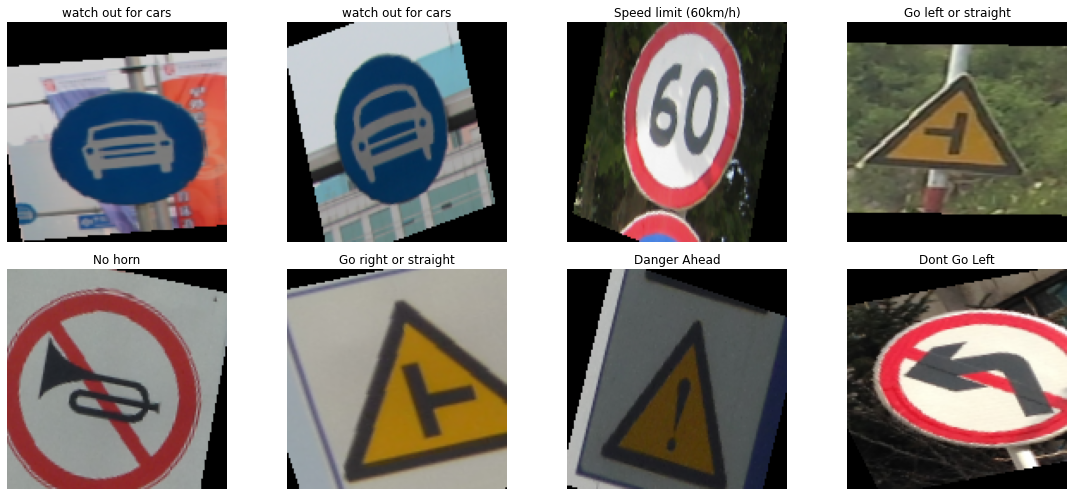 watch out for cars
watch out for cars
Speed limit (60km/h)
Go left or straight
60
No horn
Go right or straight
Danger Ahead
Dont Go Left
!